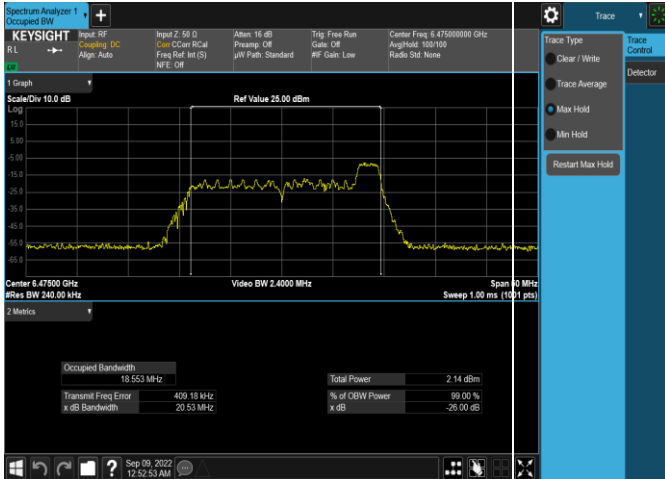 Spectrum Analyzer 1
Occupied BW
KEYSIGHT
R L
LW
Input: RF
Coupling: DC
Align: Auto
Input Z: 50 Ω
Corr CCorr RCal
Freq Ref: Int (S)
NFE: Off
Atten: 16 dB
Preamp: Off
µW Path: Standard
Trig: Free Run
Gate: Off
#IF Gain: Low
Center Freq: 6.475000000 GHz
Avg|Hold: 100/100
Radio Std: None
1 Graph
Scale/Div 10.0 dB
Ref Value 25.00 dBm
Log
15.0
5.00
-5.00
-15.0
-25.0
-35.0
-45.0
-55.0
-65.0
Center 6.47500 GHz
Video BW 2.4000 MHz
Span 60 MHz
#Res BW 240.00 kHz
Sweep 1.00 ms (1001 pts)
2 Metrics
Occupied Bandwidth
18.553 MHz
Transmit Freq Error 409.18 kHz
x dB Bandwidth 20.53 MHz
Total Power 2.14 dBm
% of OBW Power 99.00 %
x dB -26.00 dB
Sep 09, 2022
12:52:53 AM
Trace
Trace Type
Clear / Write
Trace Average
Max Hold
Min Hold
Restart Max Hold
Trace
Control
Detector